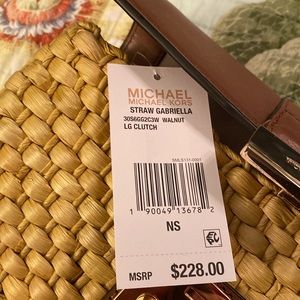 MICHAEL
MICHAEL KORS
STRAW GABRIELLA
30S6GG2C3W WALNUT
LG CLUTCH
1 90049 13678 2
NS
MSRP $228.00